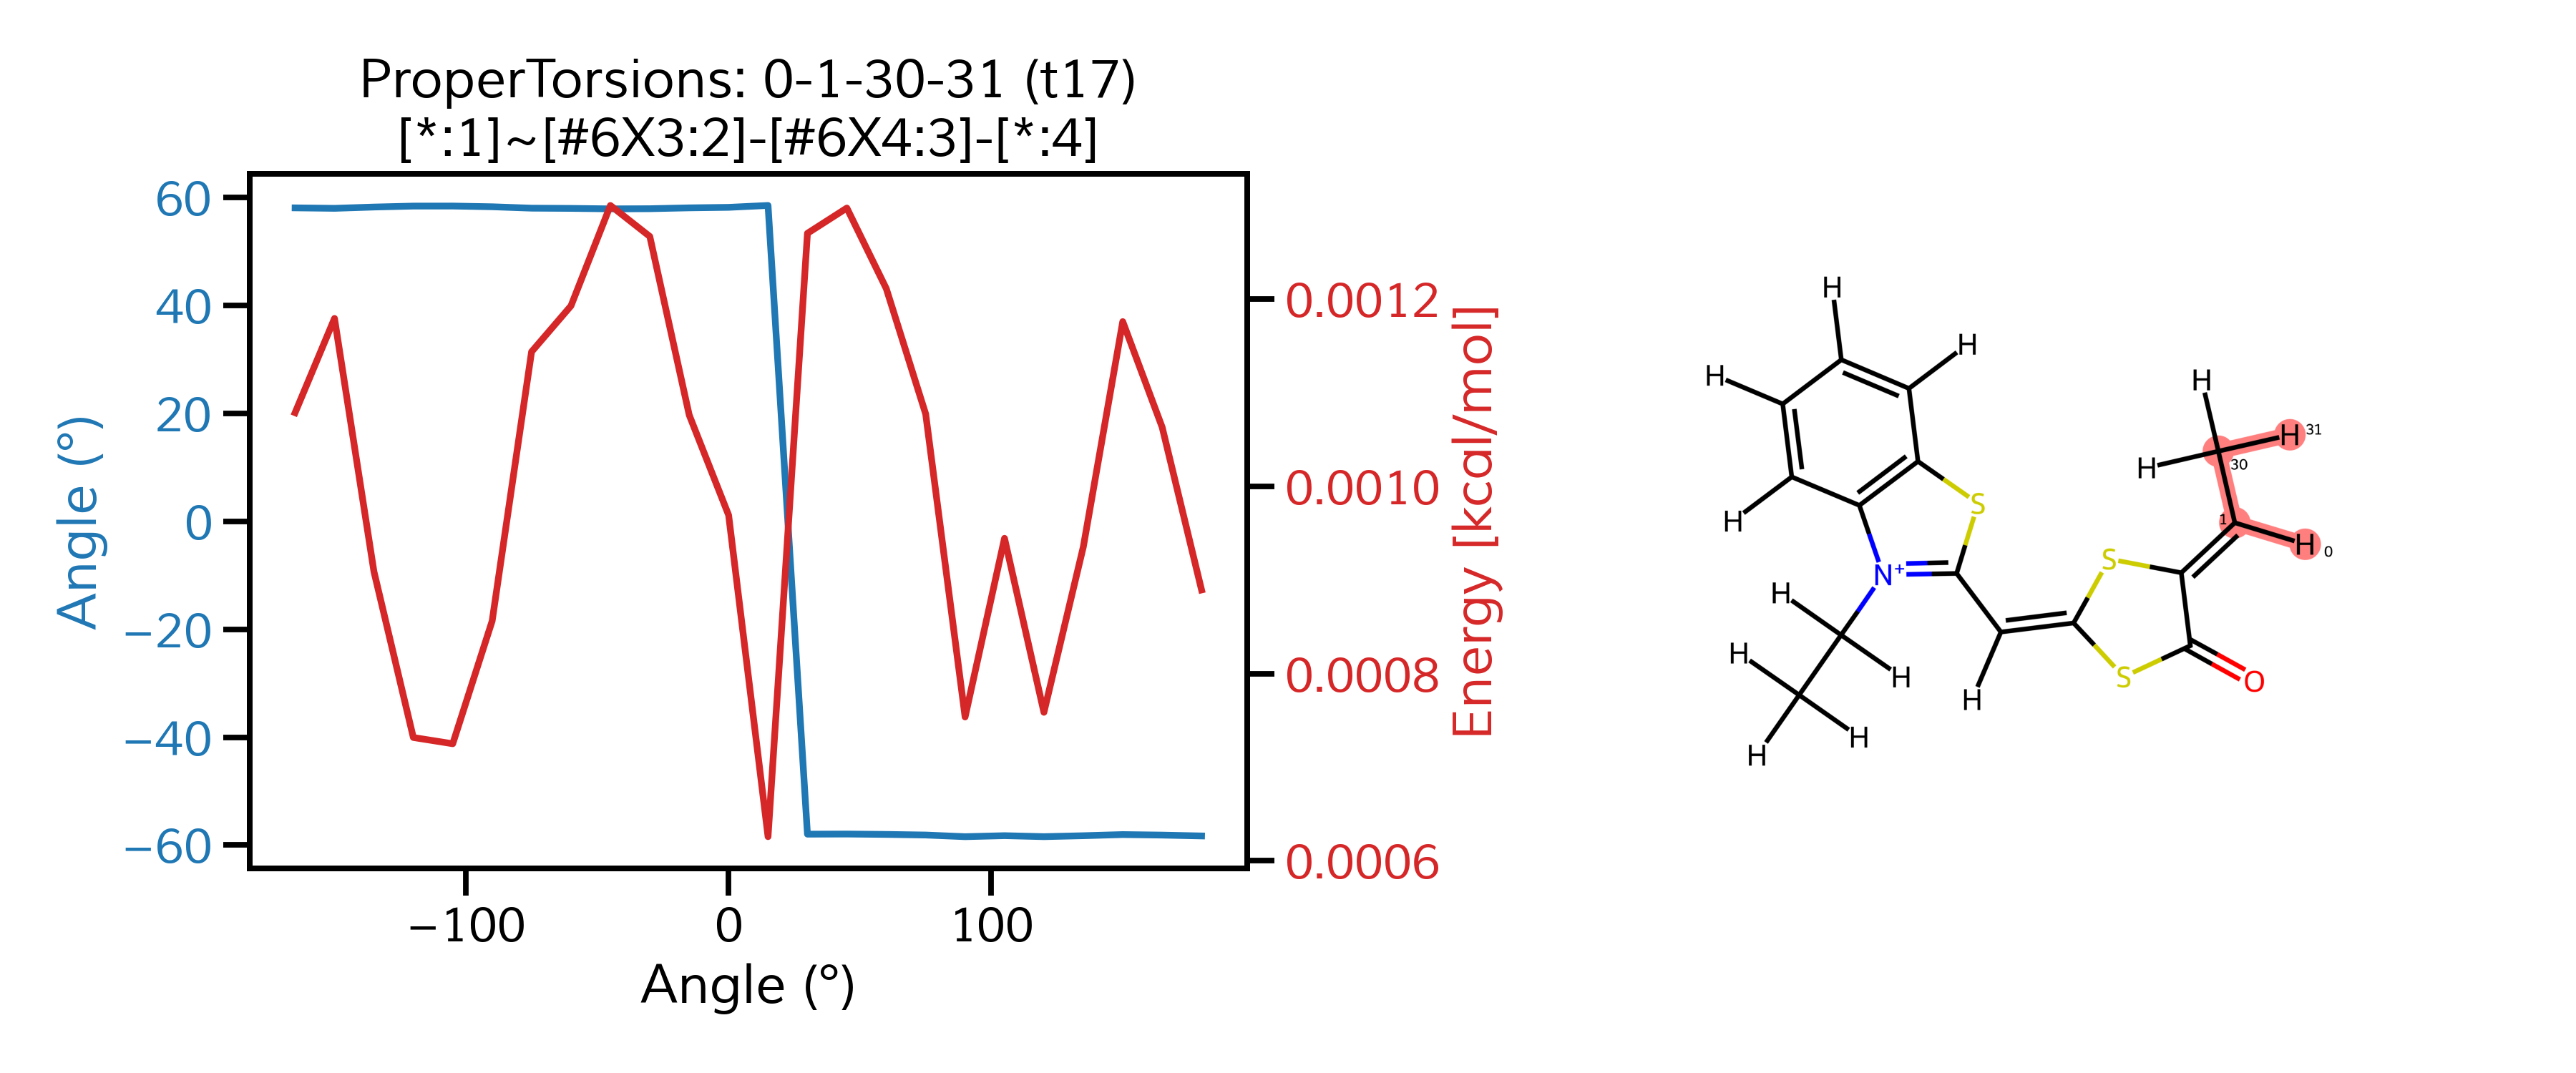 ProperTorsions: 0-1-30-31 (t17)
[*:1]~[#6X3:2]-[#6X4:3]-[*:4]
60
40
20
0
−20
−40
−60
Angle (°)
0.0012
0.0010
0.0008
0.0006
Energy [kcal/mol]
−100
0
100
Angle (°)
H
H
H
H
H
H 31
30
H
S
1
H 0
S
N+
H
H
H
S
O
H
H
H